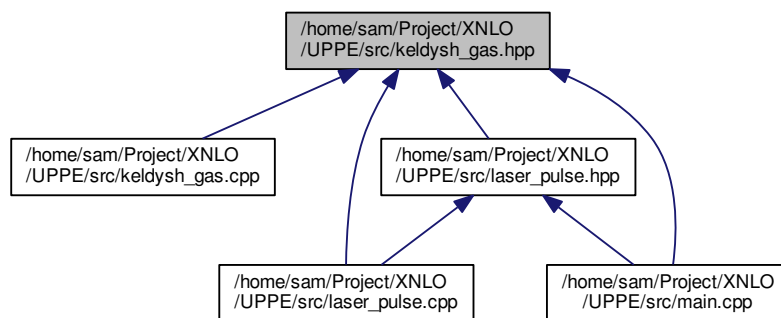 /home/sam/Project/XNLO
/UPPE/src/keldysh_gas.hpp
/home/sam/Project/XNLO
/UPPE/src/keldysh_gas.cpp
/home/sam/Project/XNLO
/UPPE/src/laser_pulse.hpp
/home/sam/Project/XNLO
/UPPE/src/laser_pulse.cpp
/home/sam/Project/XNLO
/UPPE/src/main.cpp